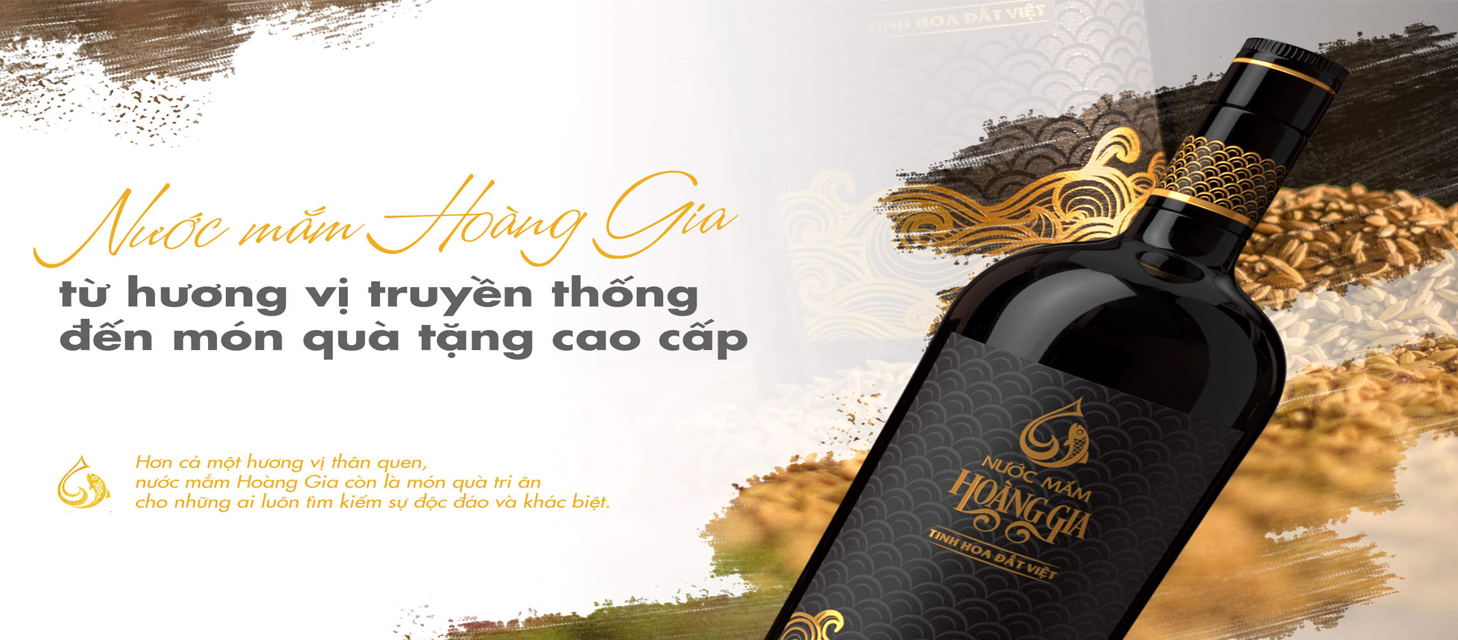 TINH HOA ĐẤT VIỆT
Nước mắm Hoàng Gia
từ hương vị truyền thống
đến món quà tặng cao cấp
Hơn cả một hương vị thân quen,
nước mắm Hoàng Gia còn là món quà tri ân
cho những ai luôn tìm kiếm sự độc đáo và khác biệt.
NƯỚC MẮM
HOÀNG GIA
TINH HOA ĐẤT VIỆT